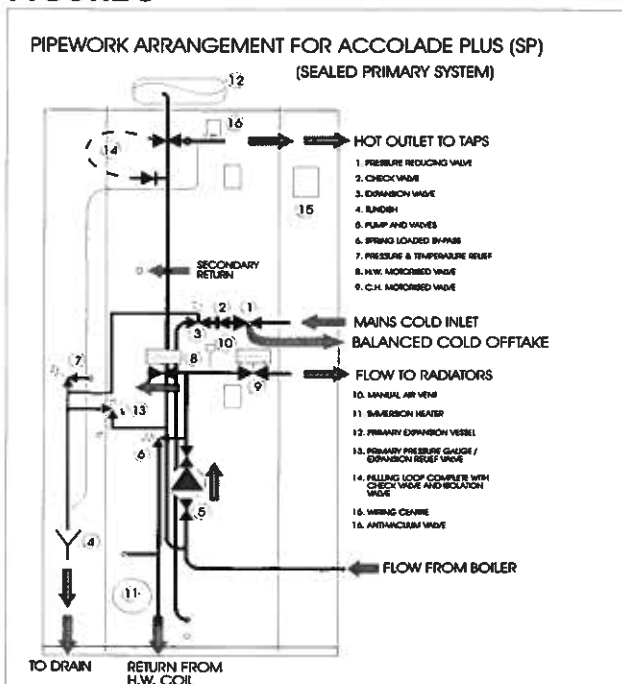 PIPEWORK ARRANGEMENT FOR ACCOLADE PLUS (SP)
(SEALED PRIMARY SYSTEM)
12
16
14
HOT OUTLET TO TAPS
15
1. PRESSURE REDUCING VALVE
2. CHECK VALVE
3. EXPANSION VALVE
4. TUNDISH
5. PUMP AND VALVES
6. SPRING LOADED BY-PASS
7. PRESSURE & TEMPERATURE RELIEF
8. H.W. MOTORISED VALVE
9. C.H. MOTORISED VALVE
SECONDARY
RETURN
2
1
3
10
MAINS COLD INLET
BALANCED COLD OFFTAKE
7
8
9
FLOW TO RADIATORS
13
10. MANUAL AIR VENT
11. IMMERSION HEATER
12. PRIMARY EXPANSION VESSEL
13. PRIMARY PRESSURE GAUGE /
EXPANSION RELIEF VALVE
14. FILLING LOOP COMPLETE WITH
CHECK VALVE AND ISOLATION
VALVE
15. WIRING CENTRE
16. ANTI-VACUUM VALVE
6
5
4
FLOW FROM BOILER
11
TO DRAIN
RETURN FROM
H.W. COIL